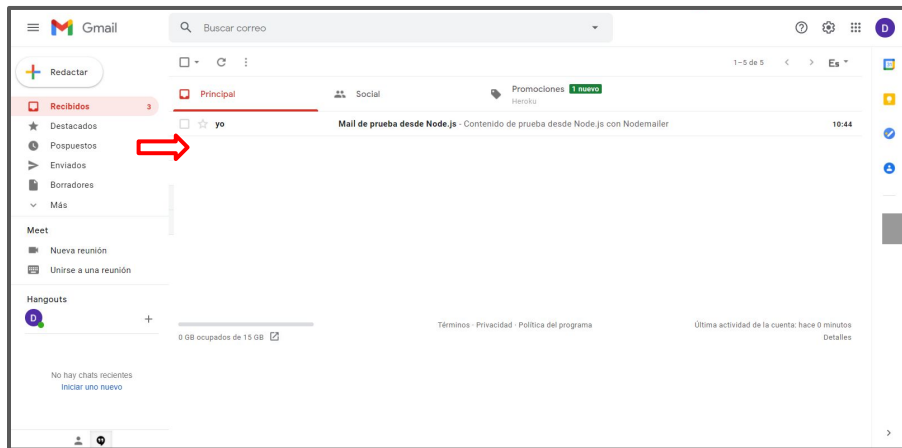 Gmail
Buscar correo
D
Redactar
1–5 de 5
Es
Recibidos 3
Destacados
Pospuestos
Enviados
Borradores
Más
Principal
Social
Promociones 1 nuevo
Heroku
yo Mail de prueba desde Node.js - Contenido de prueba desde Node.js con Nodemailer 10:44
Meet
Nueva reunión
Unirse a una reunión
Hangouts
D
No hay chats recientes
Iniciar uno nuevo
0 GB ocupados de 15 GB
Términos · Privacidad · Política del programa
Última actividad de la cuenta: hace 0 minutos
Detalles